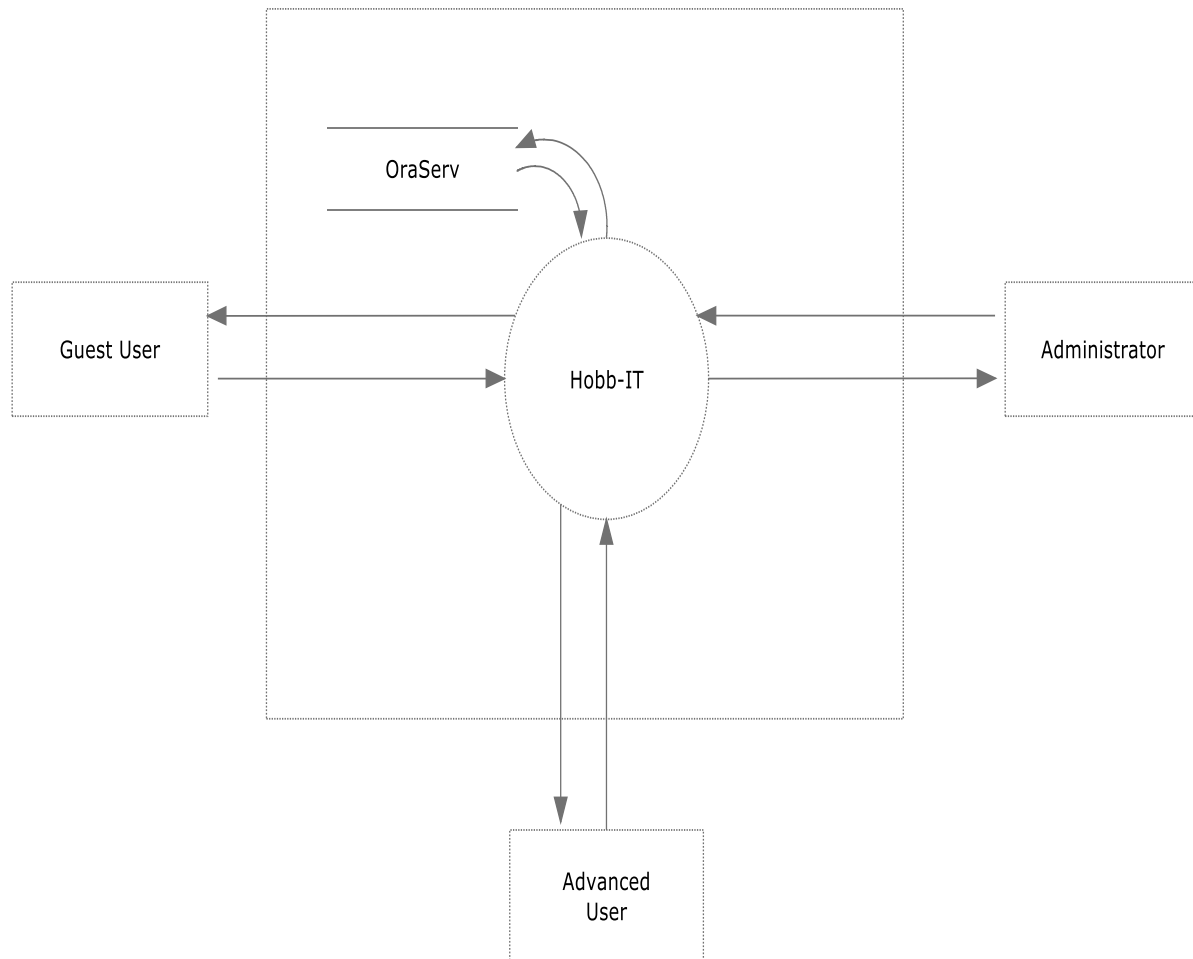 OraServ
Guest User
Hobb-IT
Administrator
Advanced
User